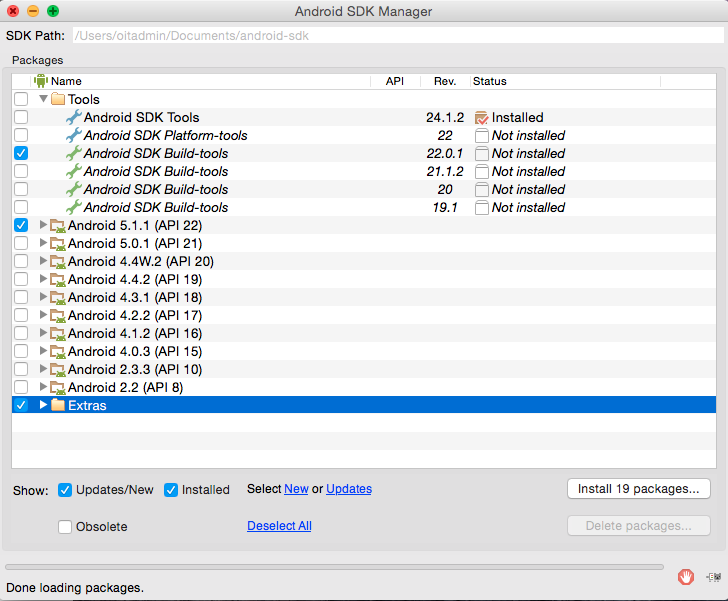 Android SDK Manager
SDK Path: /Users/oitadmin/Documents/android-sdk
Packages
Name API Rev. Status
Tools
Android SDK Tools 24.1.2 Installed
Android SDK Platform-tools 22 Not installed
Android SDK Build-tools 22.0.1 Not installed
Android SDK Build-tools 21.1.2 Not installed
Android SDK Build-tools 20 Not installed
Android SDK Build-tools 19.1 Not installed
Android 5.1.1 (API 22)
Android 5.0.1 (API 21)
Android 4.4W.2 (API 20)
Android 4.4.2 (API 19)
Android 4.3.1 (API 18)
Android 4.2.2 (API 17)
Android 4.1.2 (API 16)
Android 4.0.3 (API 15)
Android 2.3.3 (API 10)
Android 2.2 (API 8)
Extras
Show: Updates/New Installed Select New or Updates Install 19 packages...
Obsolete Deselect All Delete packages...
Done loading packages.